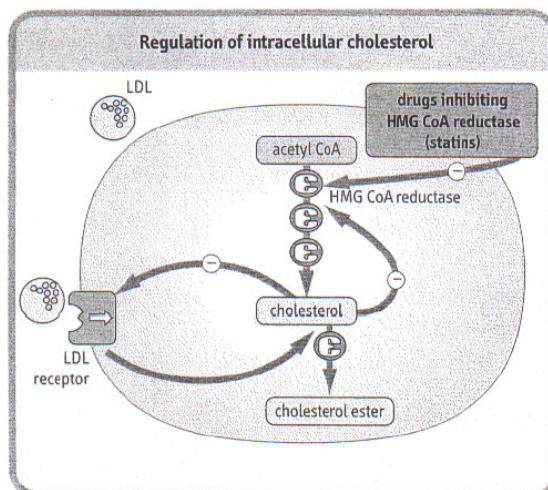 Regulation of intracellular cholesterol
LDL
drugs inhibiting
HMG CoA reductase
(statins)
acetyl CoA
HMG CoA reductase
cholesterol
LDL
receptor
cholesterol ester